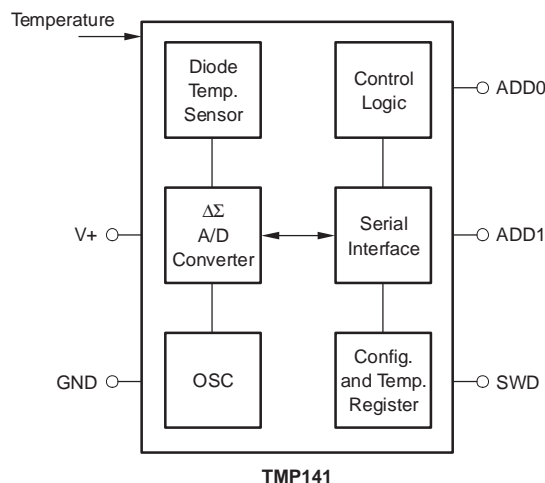 Temperature
Diode
Temp.
Sensor
Control
Logic
ADD0
V+
ΔΣ
A/D
Converter
Serial
Interface
ADD1
GND
OSC
Config.
and Temp.
Register
SWD
TMP141